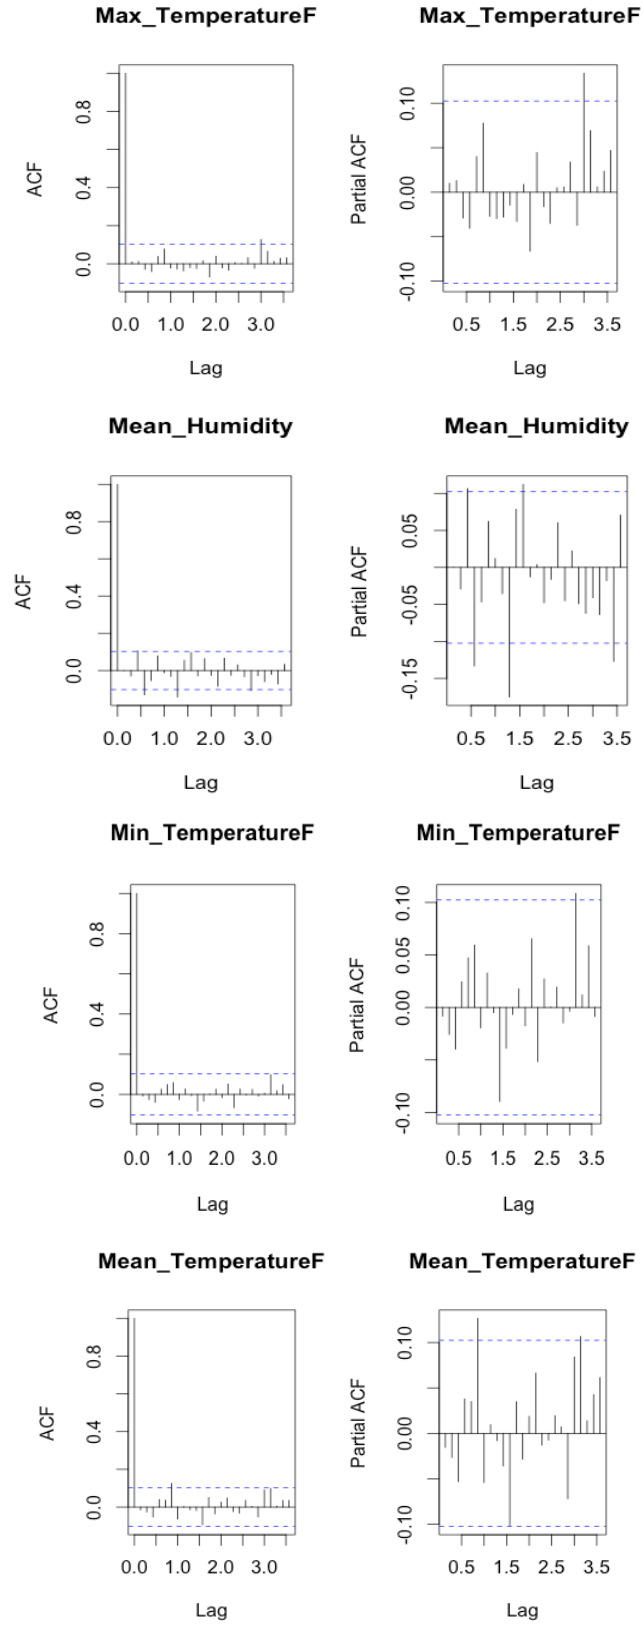 Max_TemperatureF Max_TemperatureF
ACF
0.0 0.4 0.8
0.0 1.0 2.0 3.0
Lag
Partial ACF
-0.10 0.00 0.10
0.5 1.5 2.5 3.5
Lag
Mean_Humidity Mean_Humidity
ACF
0.0 0.4 0.8
0.0 1.0 2.0 3.0
Lag
Partial ACF
-0.15 -0.05 0.05
0.5 1.5 2.5 3.5
Lag
Min_TemperatureF Min_TemperatureF
ACF
0.0 0.4 0.8
0.0 1.0 2.0 3.0
Lag
Partial ACF
-0.10 0.00 0.05 0.10
0.5 1.5 2.5 3.5
Lag
Mean_TemperatureF Mean_TemperatureF
ACF
0.0 0.4 0.8
0.0 1.0 2.0 3.0
Lag
Partial ACF
-0.10 0.00 0.10
0.5 1.5 2.5 3.5
Lag